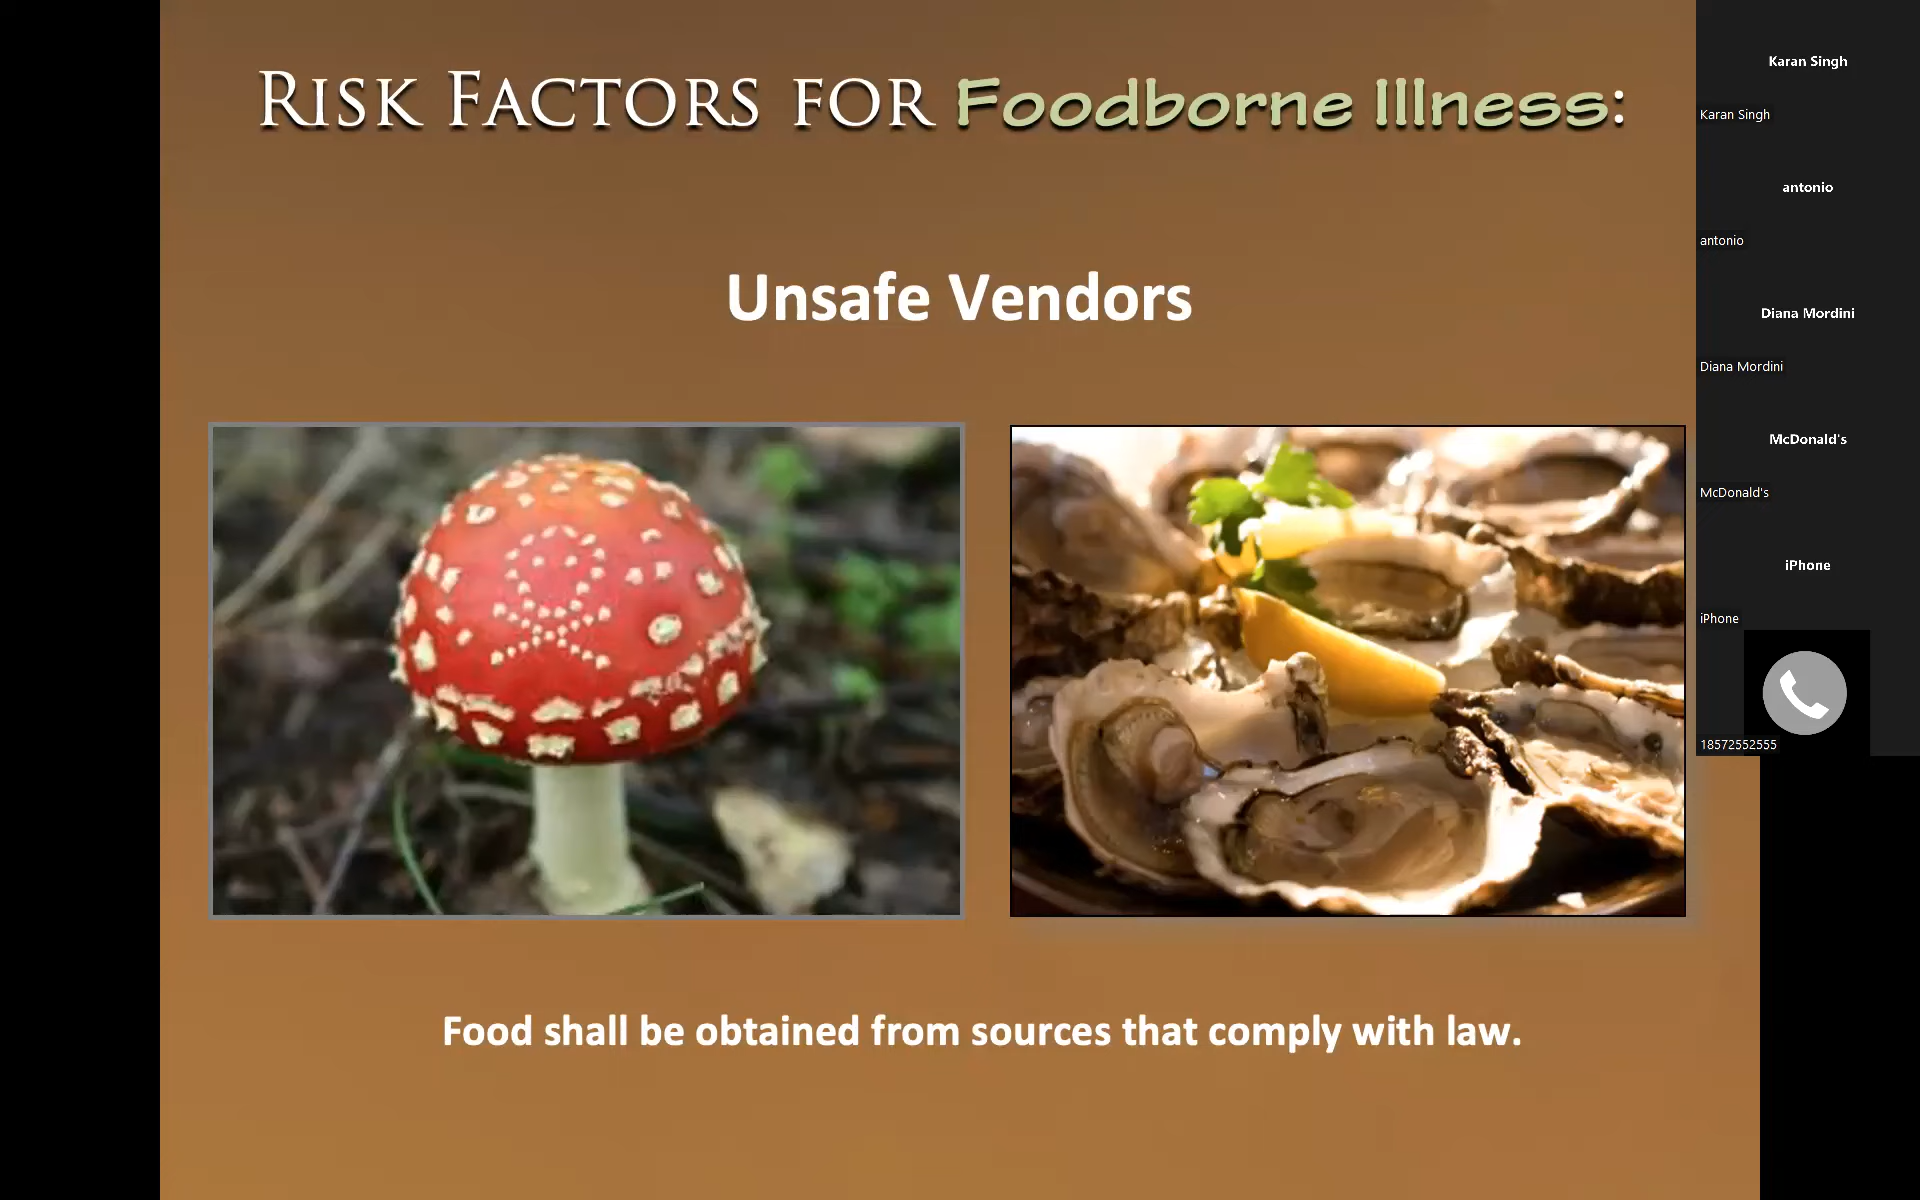 RISK FACTORS FOR Foodborne Illness:
Unsafe Vendors
Food shall be obtained from sources that comply with law.
Karan Singh
Karan Singh
antonio
antonio
Diana Mordini
Diana Mordini
McDonald's
McDonald's
iPhone
iPhone
18572552555